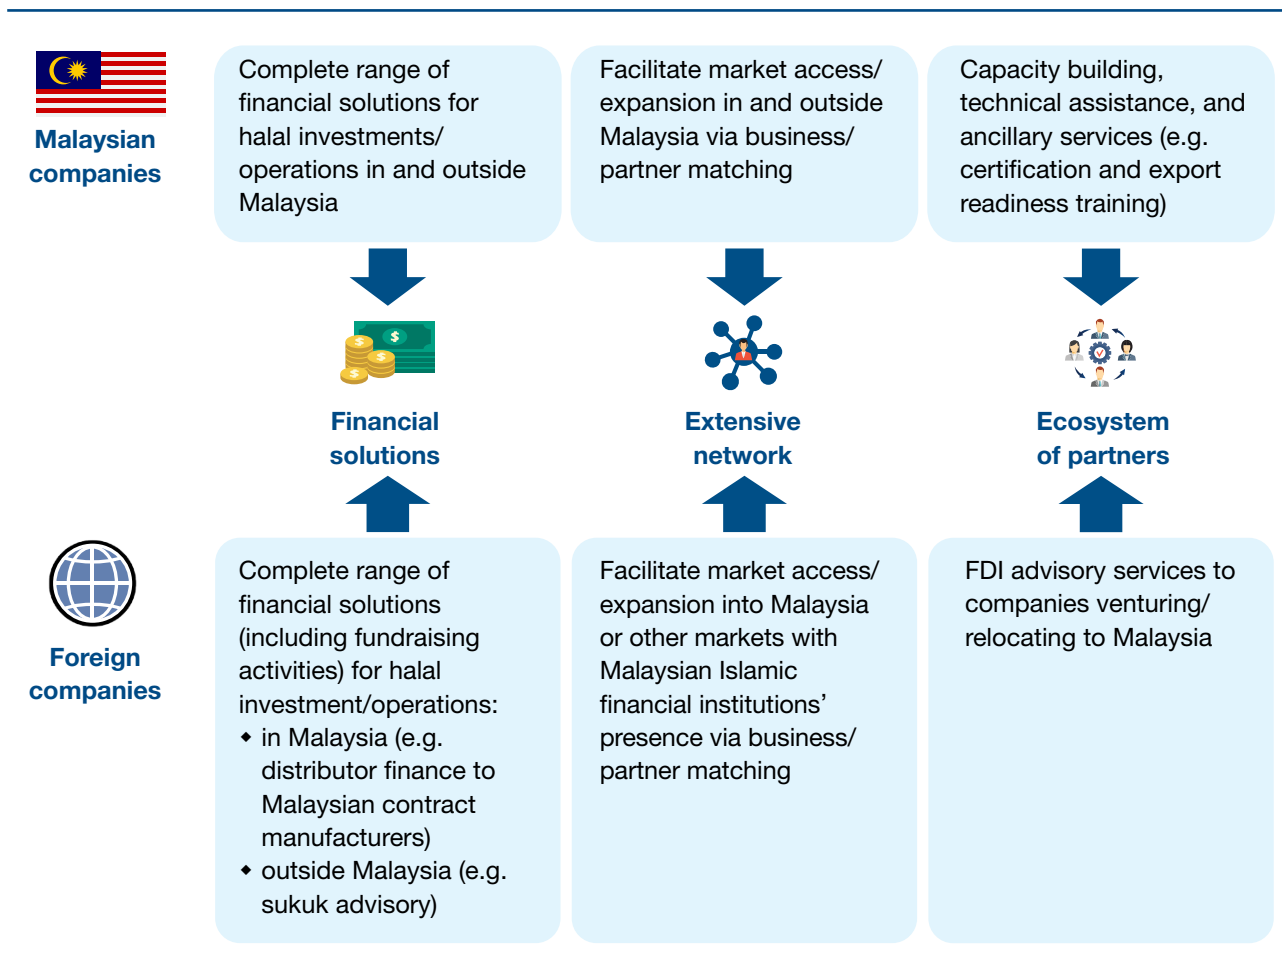 Malaysian
companies
Complete range of
financial solutions for
halal investments/
operations in and outside
Malaysia
Facilitate market access/
expansion in and outside
Malaysia via business/
partner matching
Capacity building,
technical assistance, and
ancillary services (e.g.
certification and export
readiness training)
Financial
solutions
Extensive
network
Ecosystem
of partners
Foreign
companies
Complete range of
financial solutions
(including fundraising
activities) for halal
investment/operations:
◆ in Malaysia (e.g.
distributor finance to
Malaysian contract
manufacturers)
◆ outside Malaysia (e.g.
sukuk advisory)
Facilitate market access/
expansion into Malaysia
or other markets with
Malaysian Islamic
financial institutions’
presence via business/
partner matching
FDI advisory services to
companies venturing/
relocating to Malaysia